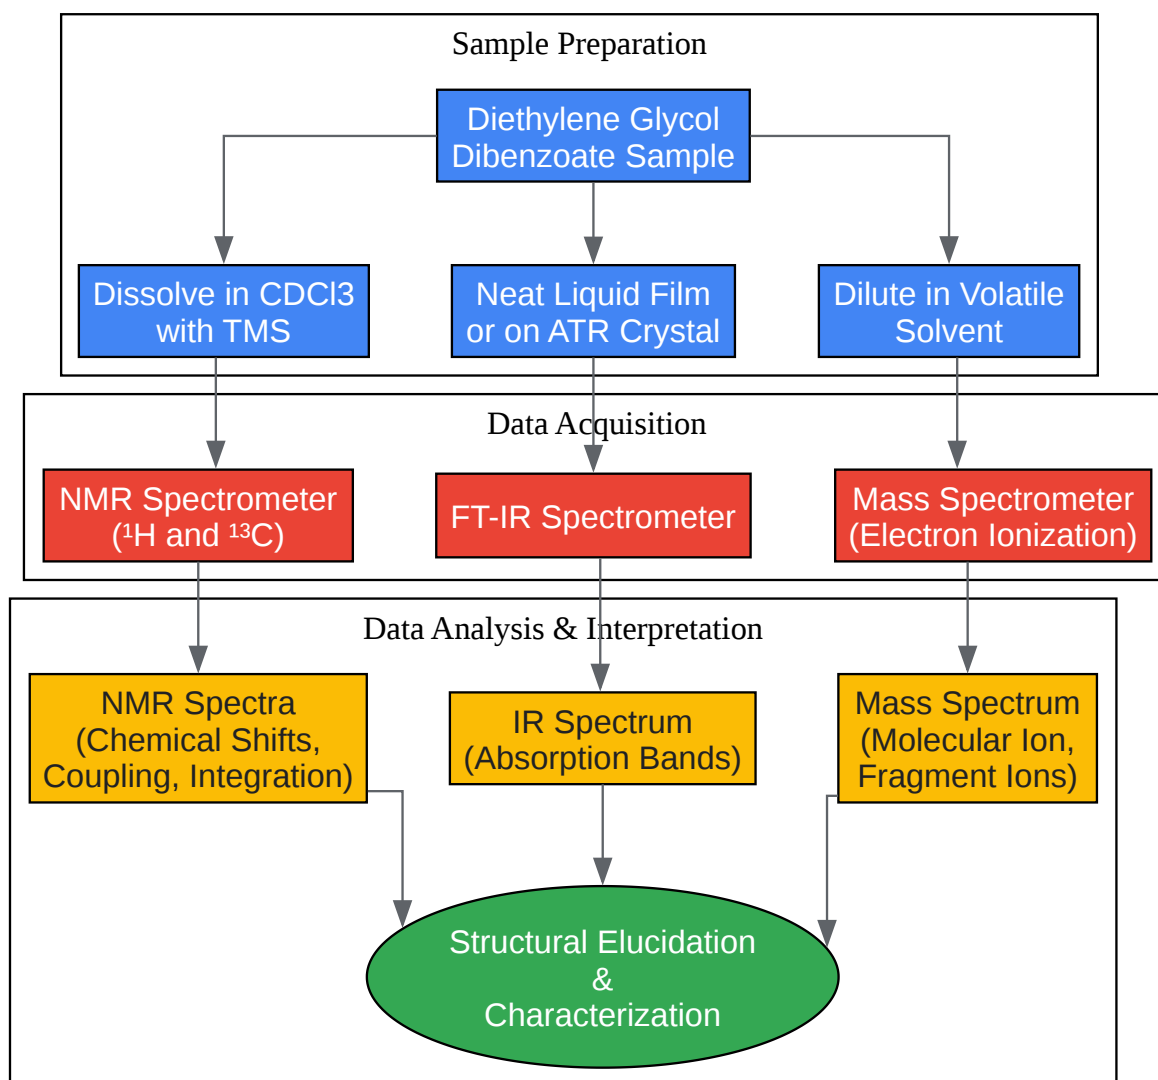 Sample Preparation
Diethylene Glycol
Dibenzoate Sample
Dissolve in CDCl3
with TMS
Neat Liquid Film
or on ATR Crystal
Dilute in Volatile
Solvent
Data Acquisition
NMR Spectrometer
(¹H and ¹³C)
FT-IR Spectrometer
Mass Spectrometer
(Electron Ionization)
Data Analysis & Interpretation
NMR Spectra
(Chemical Shifts,
Coupling, Integration)
IR Spectrum
(Absorption Bands)
Mass Spectrum
(Molecular Ion,
Fragment Ions)
Structural Elucidation
&
Characterization